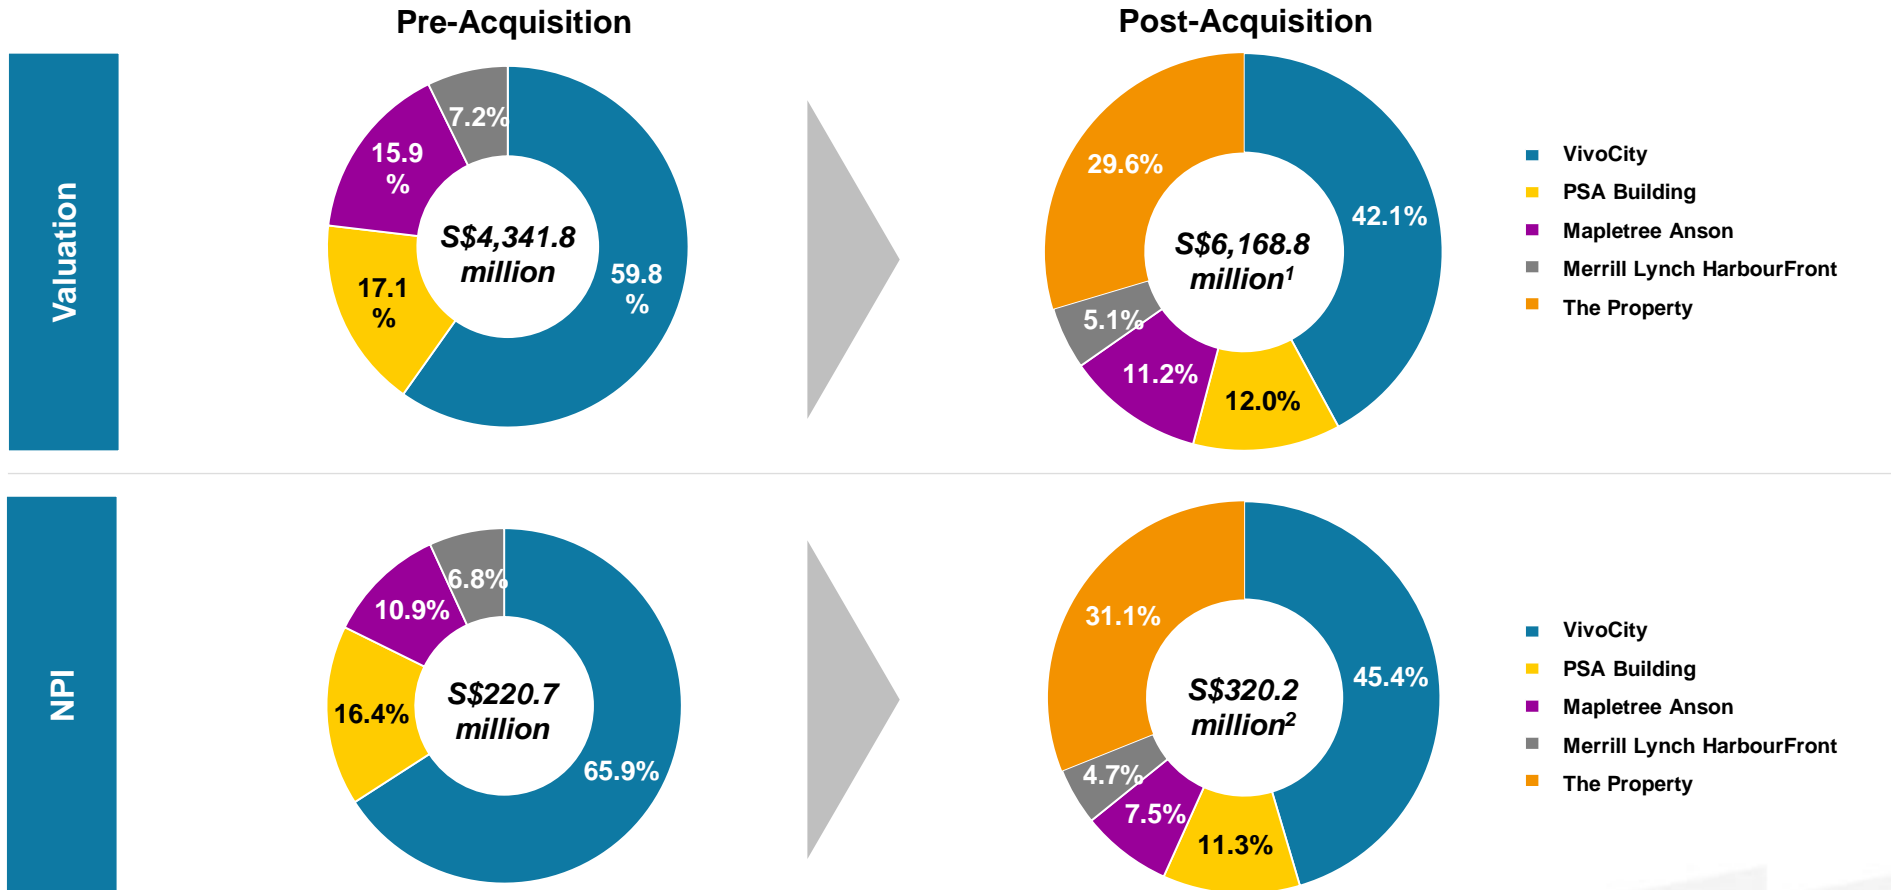 Pre-Acquisition
Post-Acquisition
Valuation
7.2%
15.9
%
17.1
%
59.8
%
S$4,341.8
million
29.6%
42.1%
5.1%
11.2%
12.0%
S$6,168.8
million¹
VivoCity
PSA Building
Mapletree Anson
Merrill Lynch HarbourFront
The Property
NPI
6.8%
10.9%
16.4%
65.9%
S$220.7
million
31.1%
45.4%
4.7%
7.5%
11.3%
S$320.2
million²
VivoCity
PSA Building
Mapletree Anson
Merrill Lynch HarbourFront
The Property